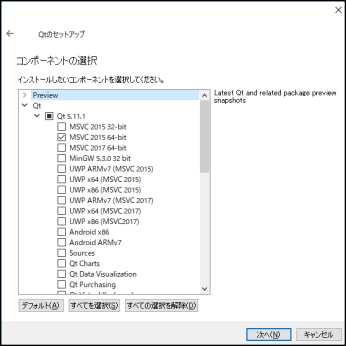 Qtのセットアップ
コンポーネントの選択
インストールしたいコンポーネントを選択してください。
Preview
Qt
Qt 5.11.1
MSVC 2015 32-bit
MSVC 2015 64-bit
MSVC 2017 64-bit
MinGW 5.3.0 32 bit
UWP ARMv7 (MSVC 2015)
UWP x64 (MSVC 2015)
UWP x86 (MSVC 2015)
UWP ARMv7 (MSVC 2017)
UWP x64 (MSVC 2017)
UWP x86 (MSVC2017)
Android x86
Android ARMv7
Sources
Qt Charts
Qt Data Visualization
Qt Purchasing
Latest Qt and related package preview
snapshots
デフォルト(A)
すべてを選択(S)
すべての選択を解除(D)
次へ(N)
キャンセル